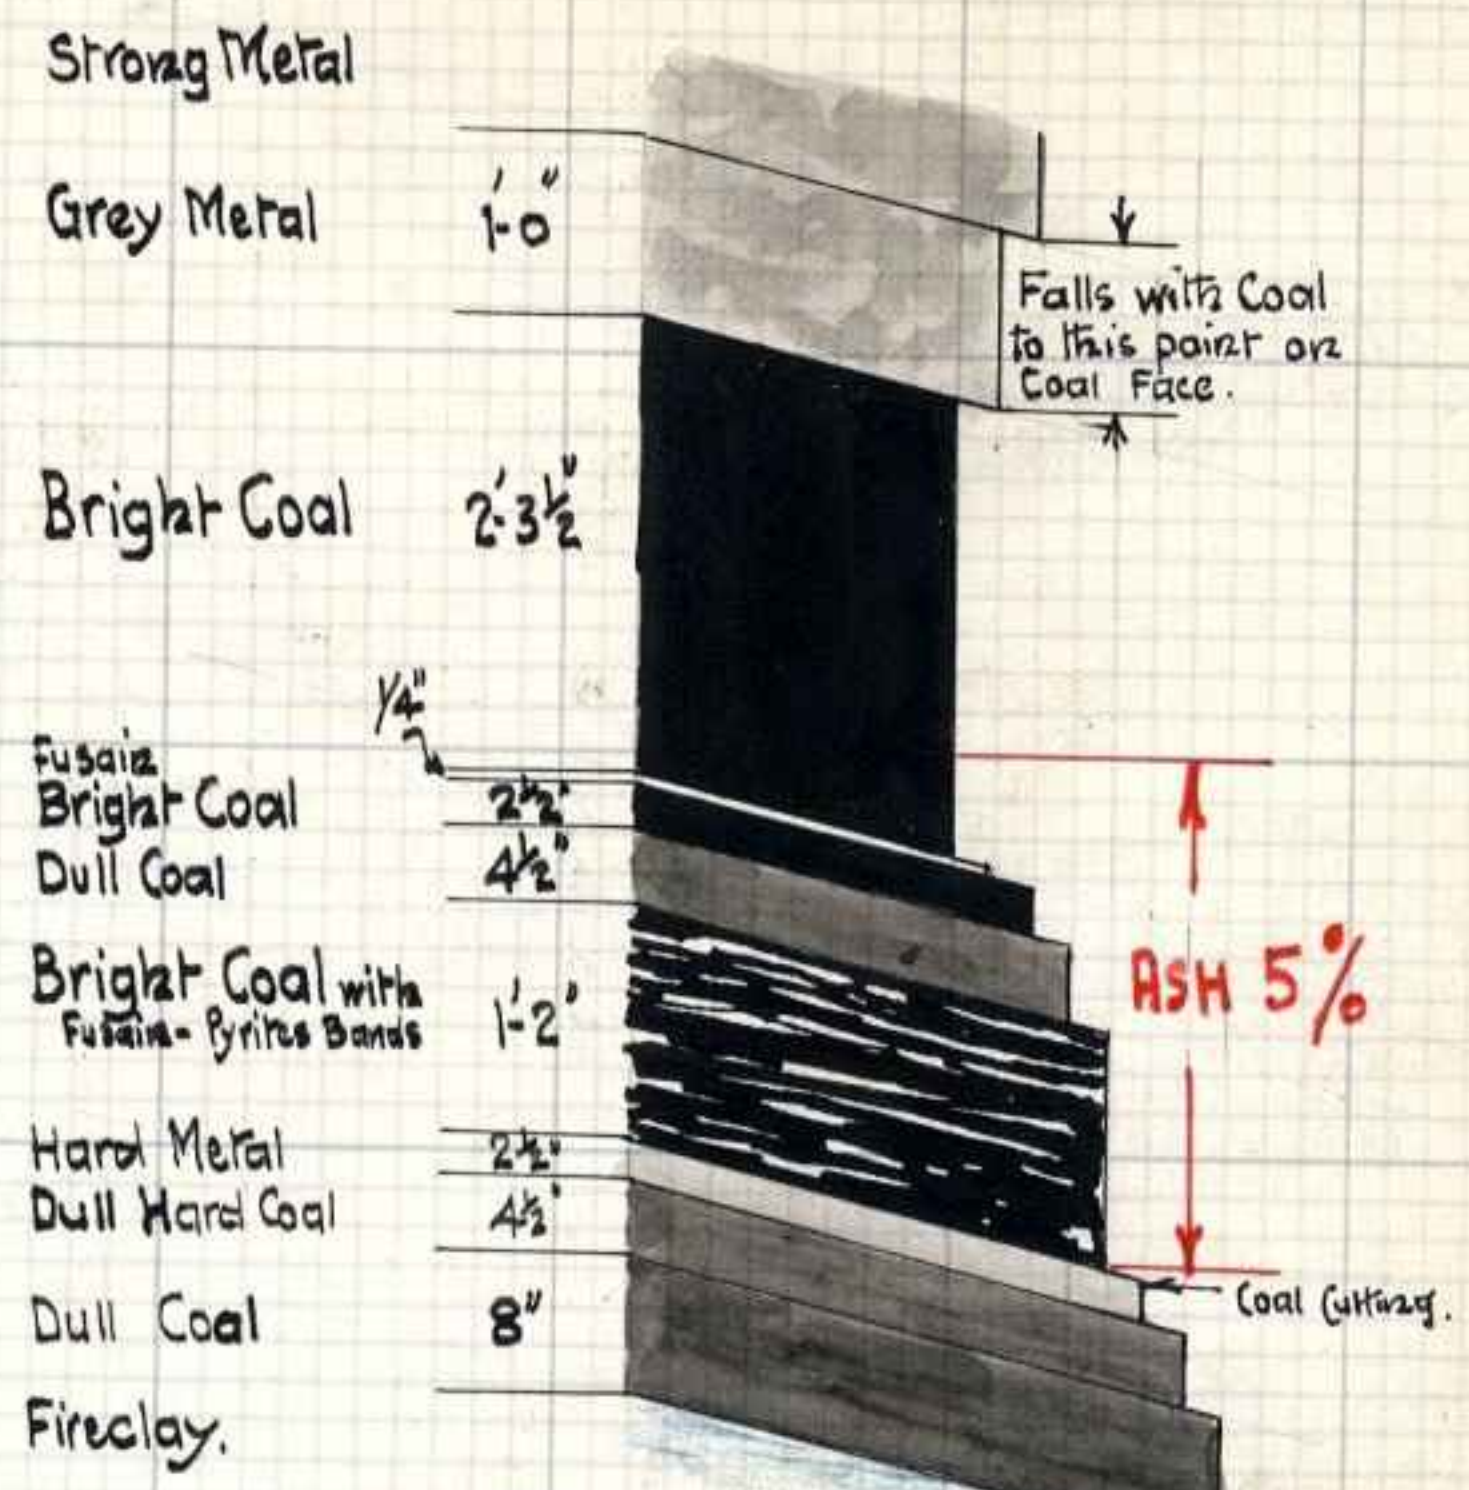 Strong Metal
Grey Metal 1'-0"
Falls with Coal
to this point on
Coal Face.
Bright Coal 2'-3½"
1/4"
Fusain
Bright Coal 2½"
Dull Coal 4½"
Bright Coal with
Fusain - Pyrites Bands 1'-2"
ASH 5%
Hard Metal 2½"
Dull Hard Coal 4½"
Coal Cutting.
Dull Coal 8"
Fireclay.